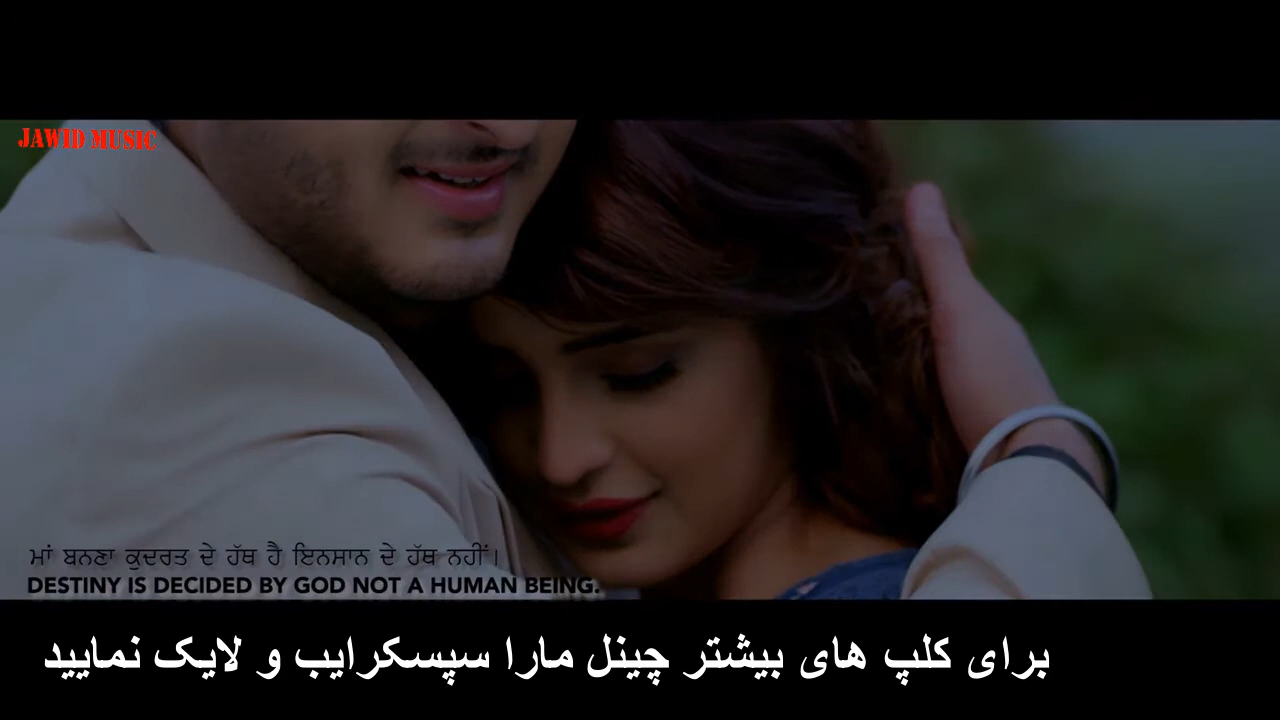 JAWID MUSIC
ਮਾਂ ਬਨਣਾ ਕੁਦਰਤ ਦੇ ਹੱਥ ਹੈ ਇਨਸਾਨ ਦੇ ਹੱਥ ਨਹੀਂ।
DESTINY IS DECIDED BY GOD NOT A HUMAN BEING.
برای کلپ های بیشتر چینل مارا سپسکرایب و لایک نمایید